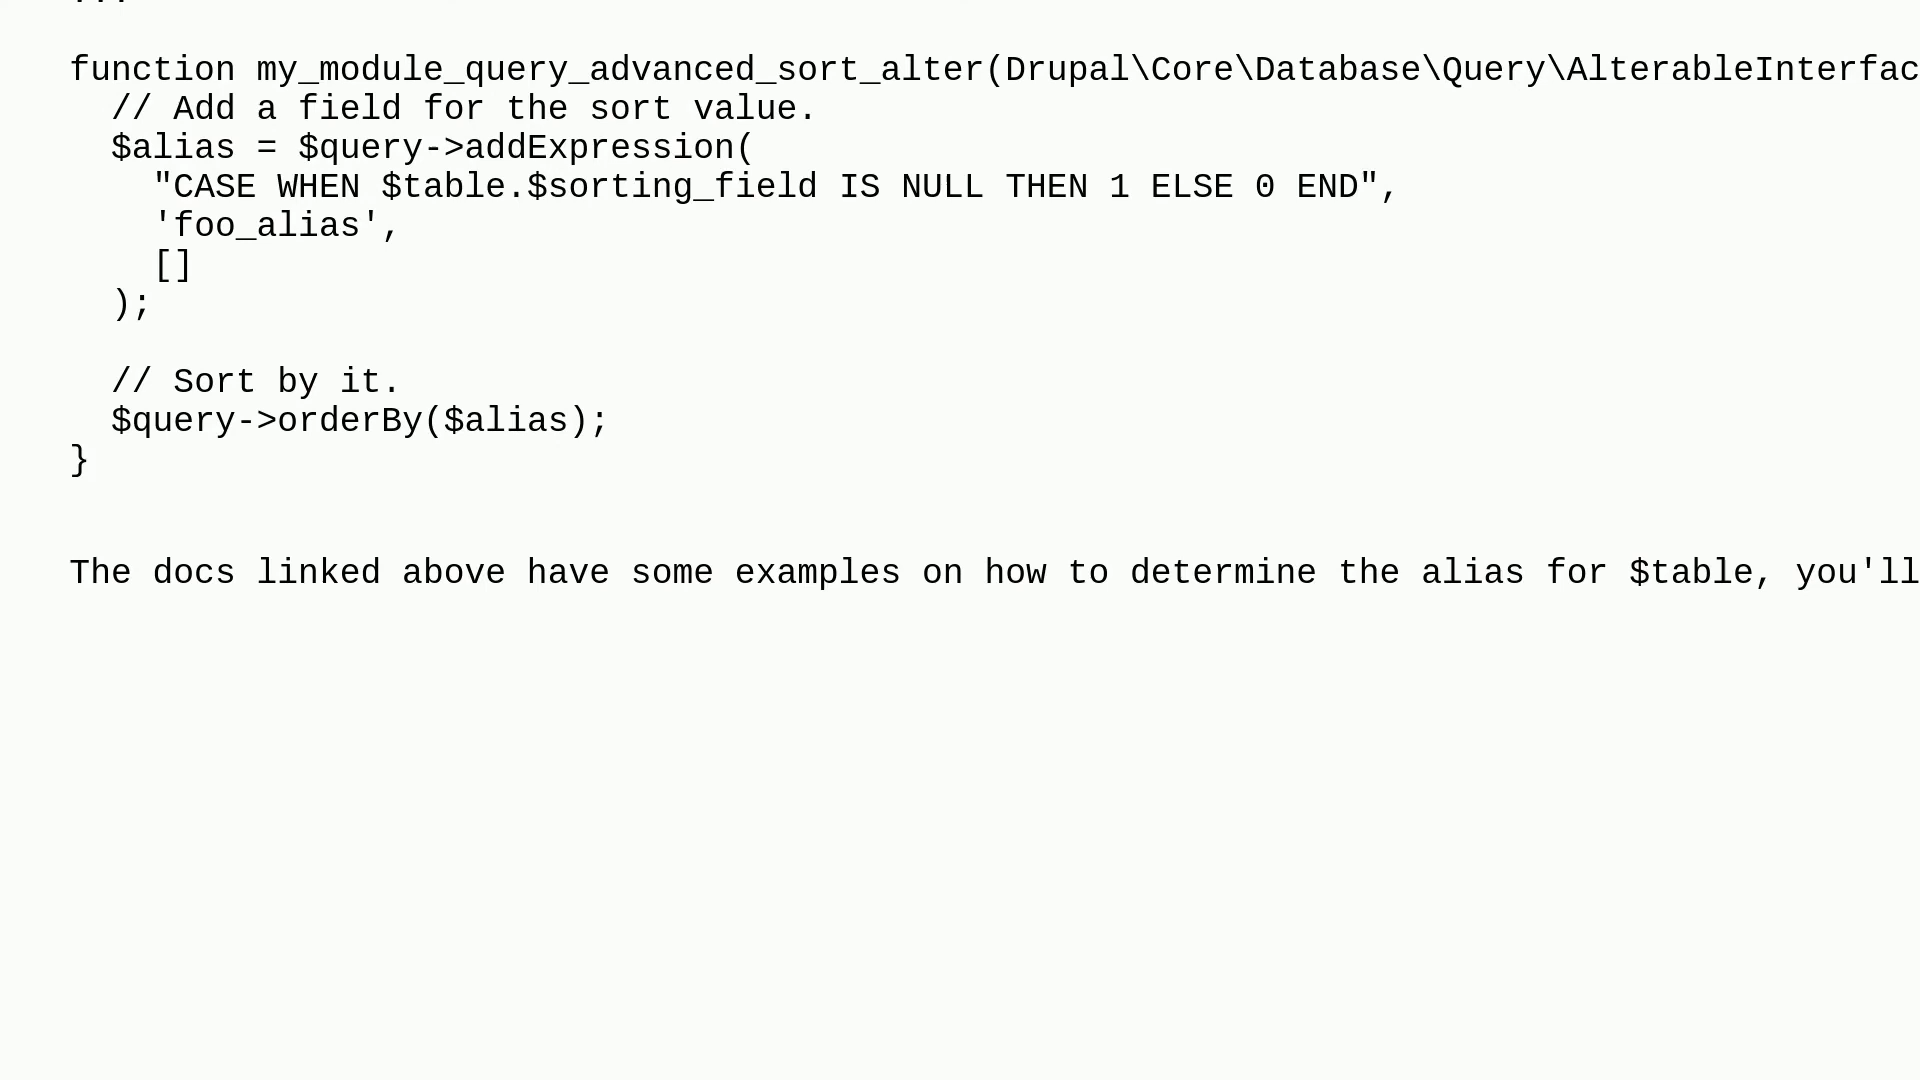 ...
function my_module_query_advanced_sort_alter(Drupal\Core\Database\Query\AlterableInterfac
// Add a field for the sort value.
$alias = $query->addExpression(
"CASE WHEN $table.$sorting_field IS NULL THEN 1 ELSE 0 END",
'foo_alias',
[]
);
// Sort by it.
$query->orderBy($alias);
}
The docs linked above have some examples on how to determine the alias for $table, you'll